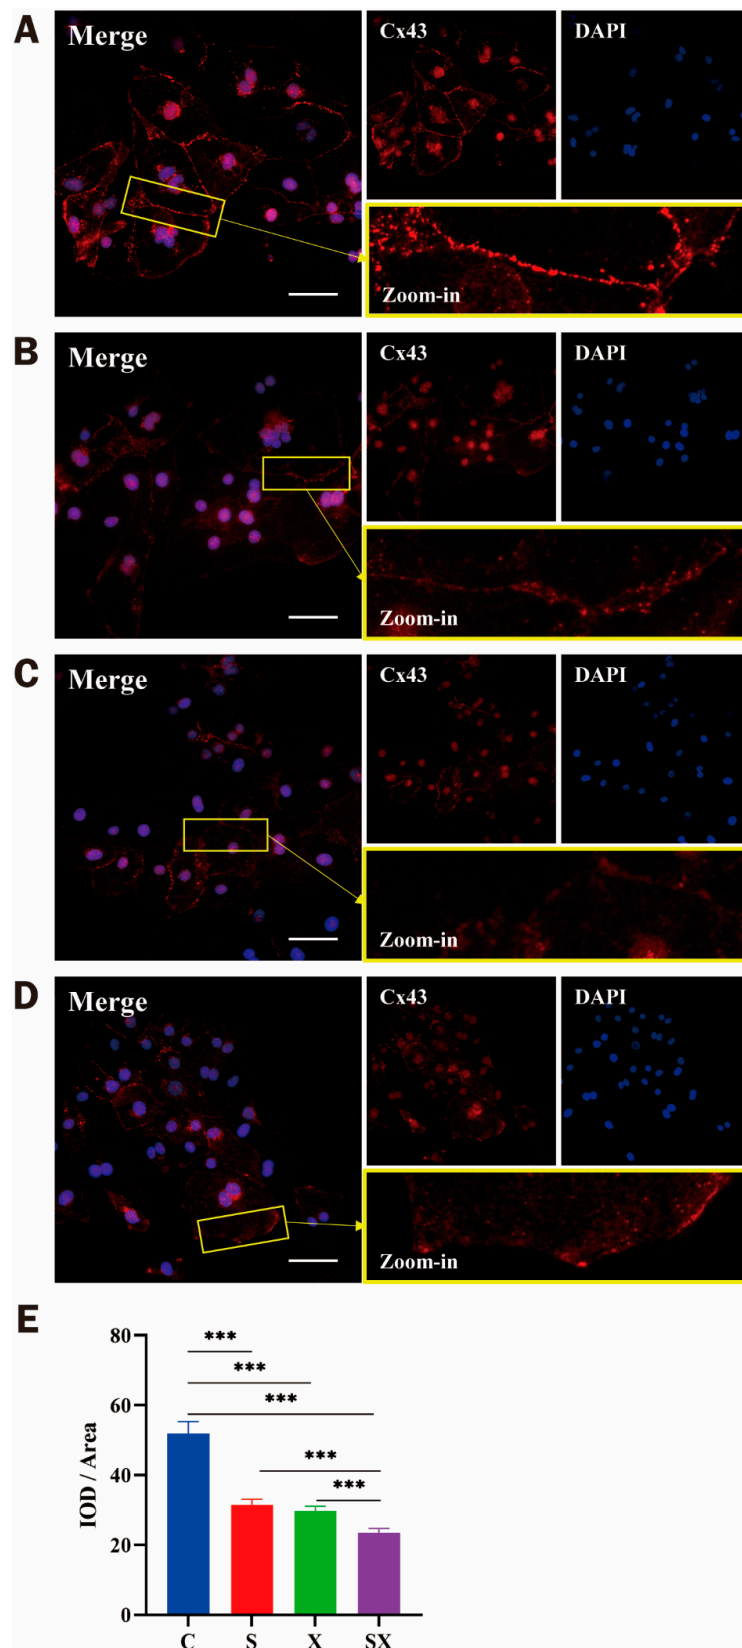 A
Merge
Cx43
DAPI
Zoom-in
B
Merge
Cx43
DAPI
Zoom-in
C
Merge
Cx43
DAPI
Zoom-in
D
Merge
Cx43
DAPI
Zoom-in
E
80
60
40
20
0
IOD / Area
***
***
***
***
***
C S X SX